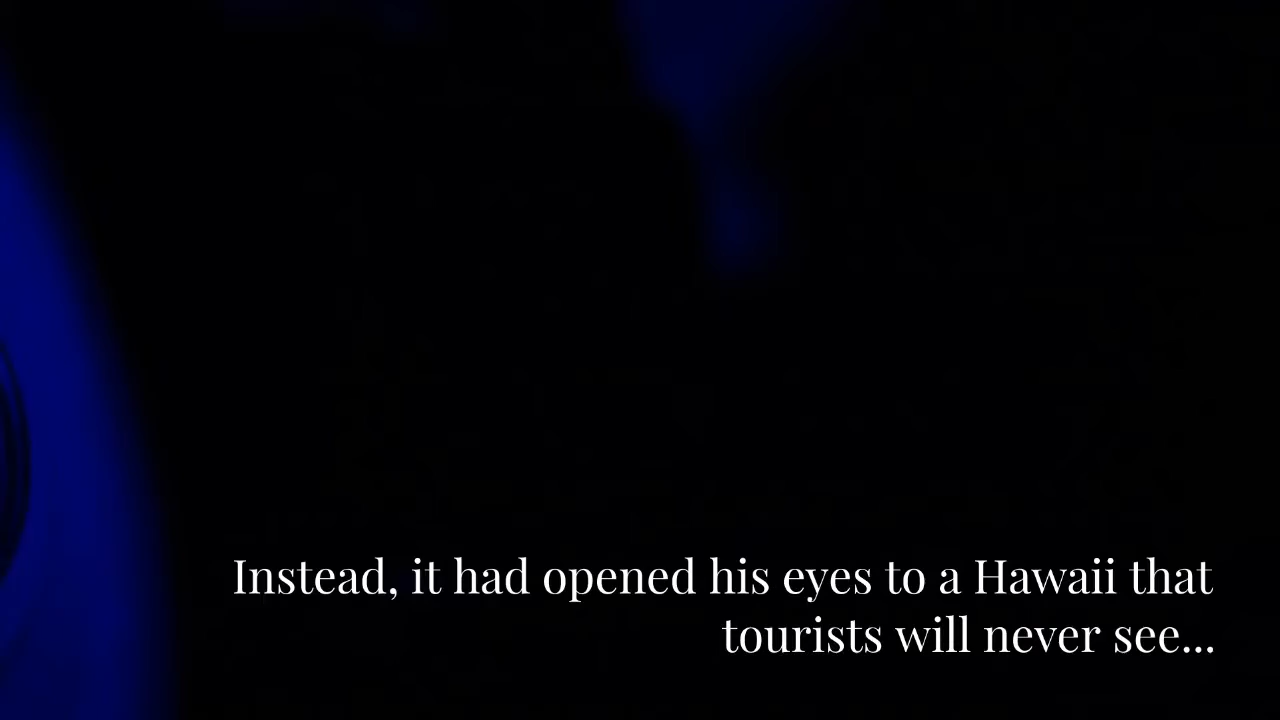 Instead, it had opened his eyes to a Hawaii that
tourists will never see...